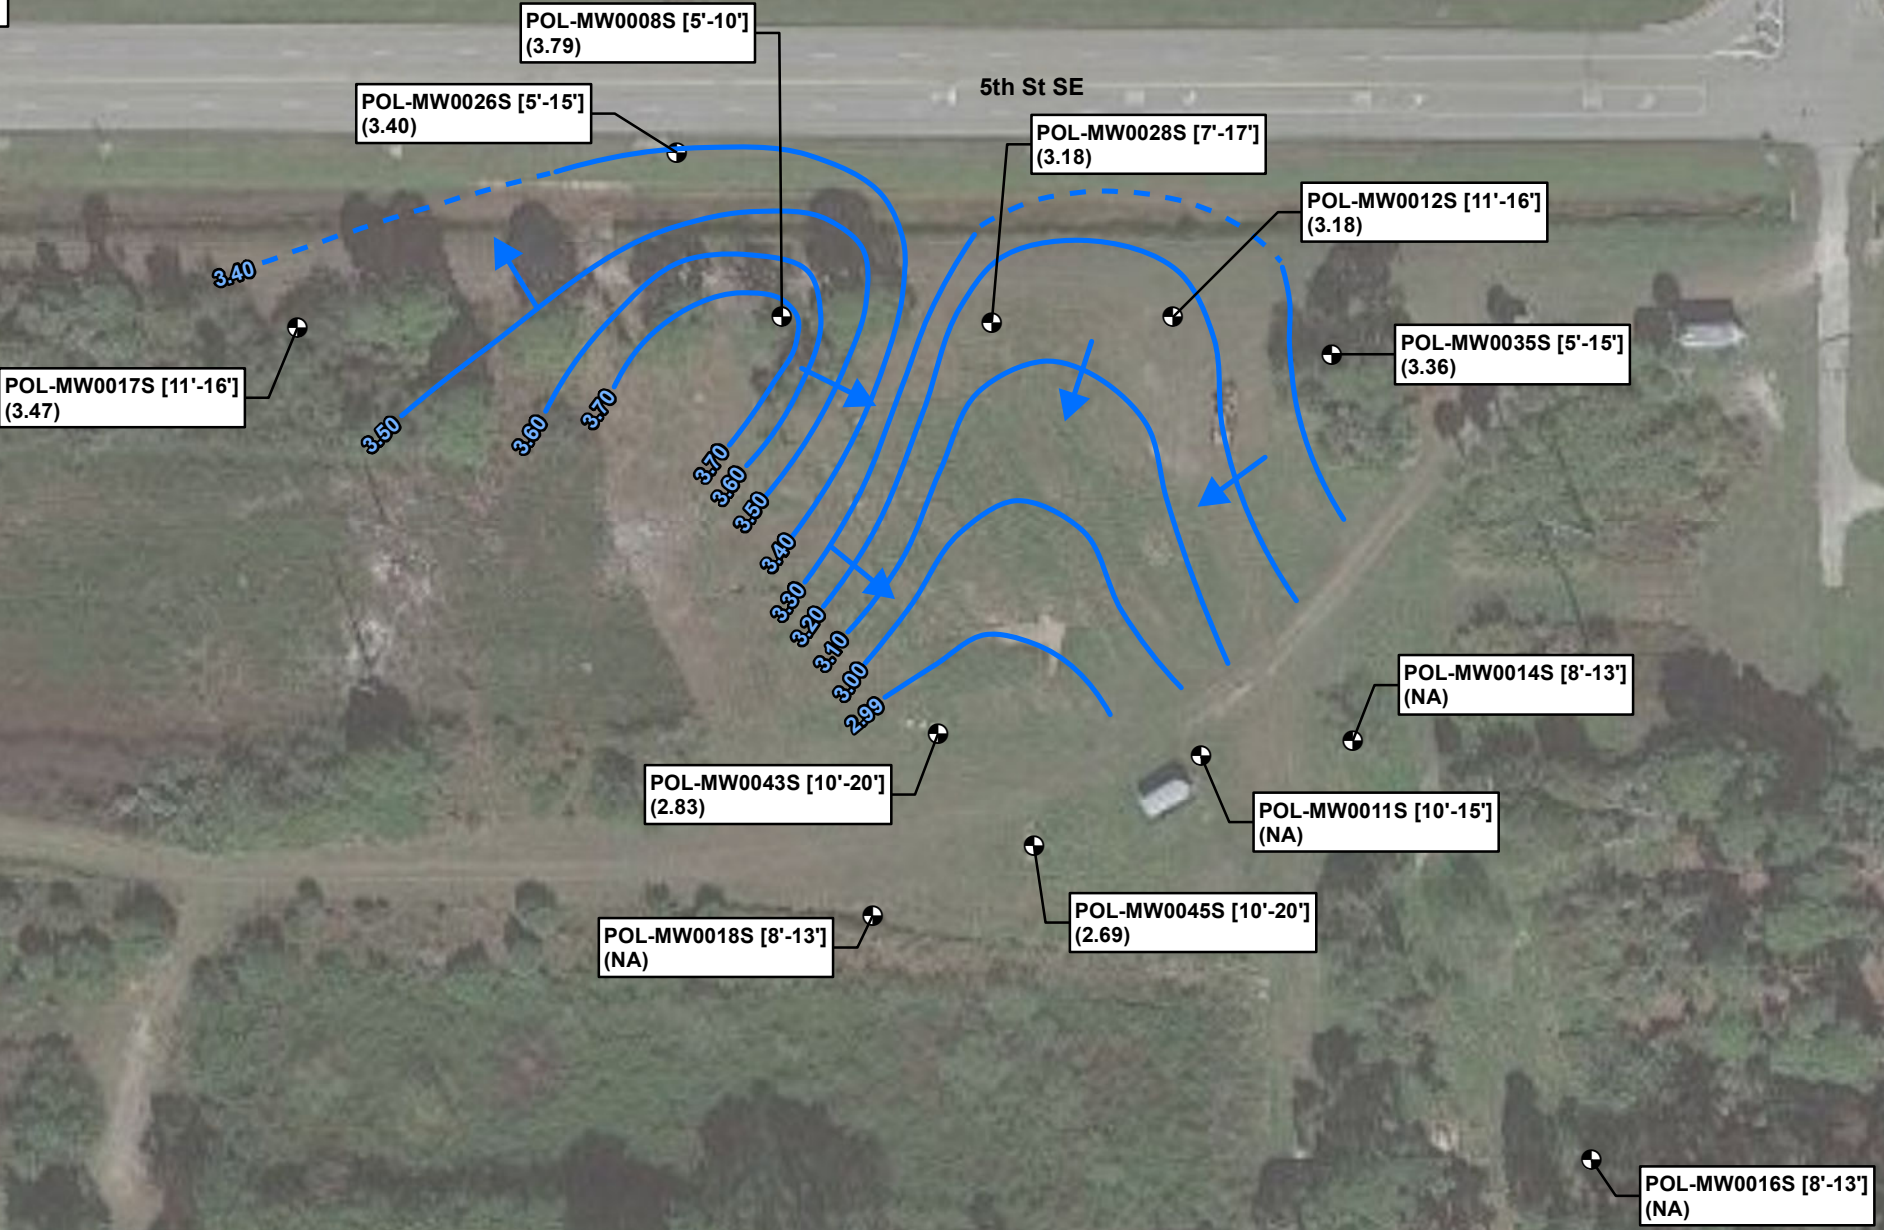 POL-MW0008S [5'-10']
(3.79)
5th St SE
POL-MW0026S [5'-15']
(3.40)
POL-MW0028S [7'-17']
(3.18)
POL-MW0012S [11'-16']
(3.18)
3.40
POL-MW0035S [5'-15']
(3.36)
POL-MW0017S [11'-16']
(3.47)
3.50
3.60
3.70
3.70
3.60
3.50
3.40
3.30
3.20
3.10
3.00
2.99
POL-MW0014S [8'-13']
(NA)
POL-MW0043S [10'-20']
(2.83)
POL-MW0011S [10'-15']
(NA)
POL-MW0045S [10'-20']
(2.69)
POL-MW0018S [8'-13']
(NA)
POL-MW0016S [8'-13']
(NA)